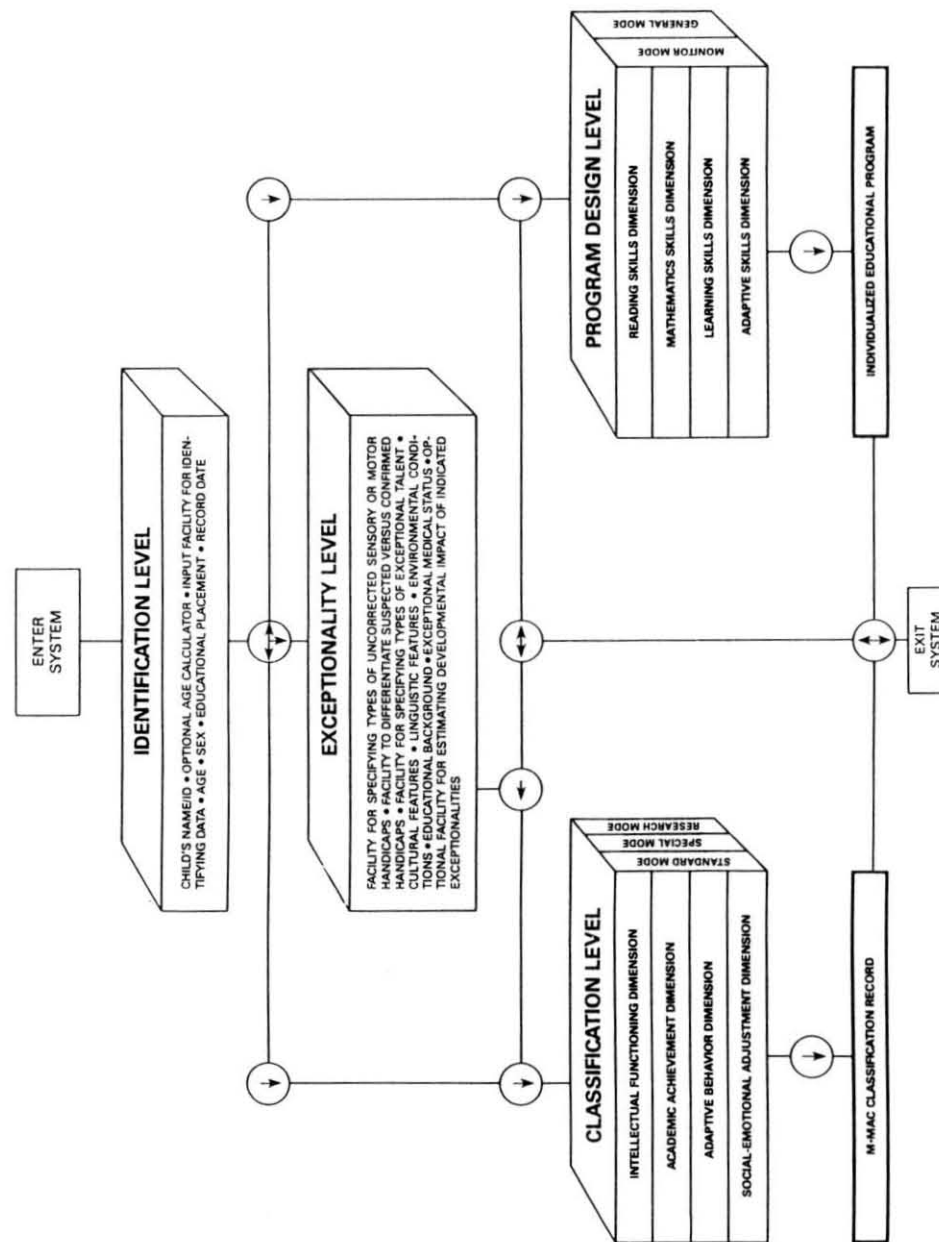 ENTER
SYSTEM
IDENTIFICATION LEVEL
CHILD'S NAME/ID • OPTIONAL AGE CALCULATOR • INPUT FACILITY FOR IDEN-
TIFYING DATA • AGE • SEX • EDUCATIONAL PLACEMENT • RECORD DATE
EXCEPTIONALITY LEVEL
FACILITY FOR SPECIFYING TYPES OF UNCORRECTED SENSORY OR MOTOR
HANDICAPS • FACILITY TO DIFFERENTIATE SUSPECTED VERSUS CONFIRMED
HANDICAPS • FACILITY FOR SPECIFYING TYPES OF EXCEPTIONAL TALENT •
CULTURAL FEATURES • LINGUISTIC FEATURES • ENVIRONMENTAL CONDI-
TIONS • EDUCATIONAL BACKGROUND • EXCEPTIONAL MEDICAL STATUS • OP-
TIONAL FACILITY FOR ESTIMATING DEVELOPMENTAL IMPACT OF INDICATED
EXCEPTIONALITIES
CLASSIFICATION LEVEL
INTELLECTUAL FUNCTIONING DIMENSION
ACADEMIC ACHIEVEMENT DIMENSION
ADAPTIVE BEHAVIOR DIMENSION
SOCIAL-EMOTIONAL ADJUSTMENT DIMENSION
STANDARD MODE
SPECIAL MODE
RESEARCH MODE
M-MAC CLASSIFICATION RECORD
PROGRAM DESIGN LEVEL
READING SKILLS DIMENSION
MATHEMATICS SKILLS DIMENSION
LEARNING SKILLS DIMENSION
ADAPTIVE SKILLS DIMENSION
MONITOR MODE
GENERAL MODE
INDIVIDUALIZED EDUCATIONAL PROGRAM
EXIT
SYSTEM